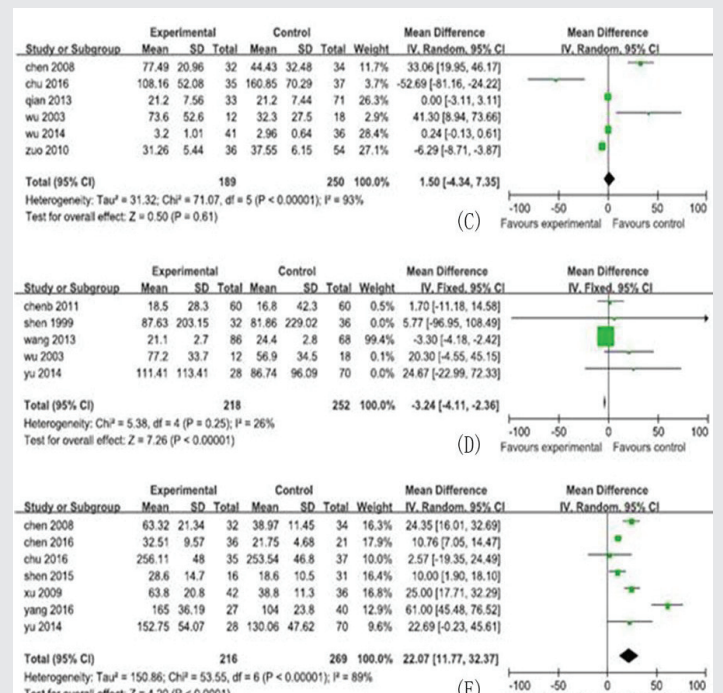 Experimental Control Mean Difference Mean Difference
Study or Subgroup Mean SD Total Mean SD Total Weight IV, Random, 95% CI IV, Random, 95% CI
chen 2008 77.49 20.96 32 44.43 32.48 34 11.7% 33.06 [19.95, 46.17]
chu 2016 108.16 52.08 35 160.85 70.29 37 3.7% -52.69 [-81.16, -24.22]
qian 2013 21.2 7.56 33 21.2 7.44 71 26.3% 0.00 [-3.11, 3.11]
wu 2003 73.6 52.6 12 32.3 27.5 18 2.9% 41.30 [8.94, 73.66]
wu 2014 3.2 1.01 41 2.96 0.64 36 28.4% 0.24 [-0.13, 0.61]
zuo 2010 31.26 5.44 36 37.55 6.15 54 27.1% -6.29 [-8.71, -3.87]
Total (95% CI) 189 250 100.0% 1.50 [-4.34, 7.35]
Heterogeneity: Tau² = 31.32; Chi² = 71.07, df = 5 (P < 0.00001); I² = 93%
Test for overall effect: Z = 0.50 (P = 0.61)
-100 -50 0 50 100
(C) Favours experimental Favours control
Experimental Control Mean Difference Mean Difference
Study or Subgroup Mean SD Total Mean SD Total Weight IV, Fixed, 95% CI IV, Fixed, 95% CI
chenb 2011 18.5 28.3 60 16.8 42.3 60 0.5% 1.70 [-11.18, 14.58]
shen 1999 87.63 203.15 32 81.86 229.02 36 0.0% 5.77 [-96.95, 108.49]
wang 2013 21.1 2.7 86 24.4 2.8 68 99.4% -3.30 [-4.18, -2.42]
wu 2003 77.2 33.7 12 56.9 34.5 18 0.1% 20.30 [-4.55, 45.15]
yu 2014 111.41 113.41 28 86.74 96.09 70 0.0% 24.67 [-22.99, 72.33]
Total (95% CI) 218 252 100.0% -3.24 [-4.11, -2.36]
Heterogeneity: Chi² = 5.38, df = 4 (P = 0.25); I² = 26%
Test for overall effect: Z = 7.26 (P < 0.00001)
-100 -50 0 50 100
(D) Favours experimental Favours control
Experimental Control Mean Difference Mean Difference
Study or Subgroup Mean SD Total Mean SD Total Weight IV, Random, 95% CI IV, Random, 95% CI
chen 2008 63.32 21.34 32 38.97 11.45 34 16.3% 24.35 [16.01, 32.69]
chen 2016 32.51 9.57 36 21.75 4.68 21 17.9% 10.76 [7.05, 14.47]
chu 2016 256.11 48 35 253.54 46.8 37 10.0% 2.57 [-19.35, 24.49]
shen 2015 28.6 14.7 16 18.6 10.5 31 16.4% 10.00 [1.90, 18.10]
xu 2009 63.8 20.8 42 38.8 11.3 36 16.8% 25.00 [17.71, 32.29]
yang 2016 165 36.19 27 104 23.8 40 12.9% 61.00 [45.48, 76.52]
yu 2014 152.75 54.07 28 130.06 47.62 70 9.6% 22.69 [-0.23, 45.61]
Total (95% CI) 216 269 100.0% 22.07 [11.77, 32.37]
Heterogeneity: Tau² = 150.86; Chi² = 53.55, df = 6 (P < 0.00001); I² = 89%
-100 -50 0 50 100